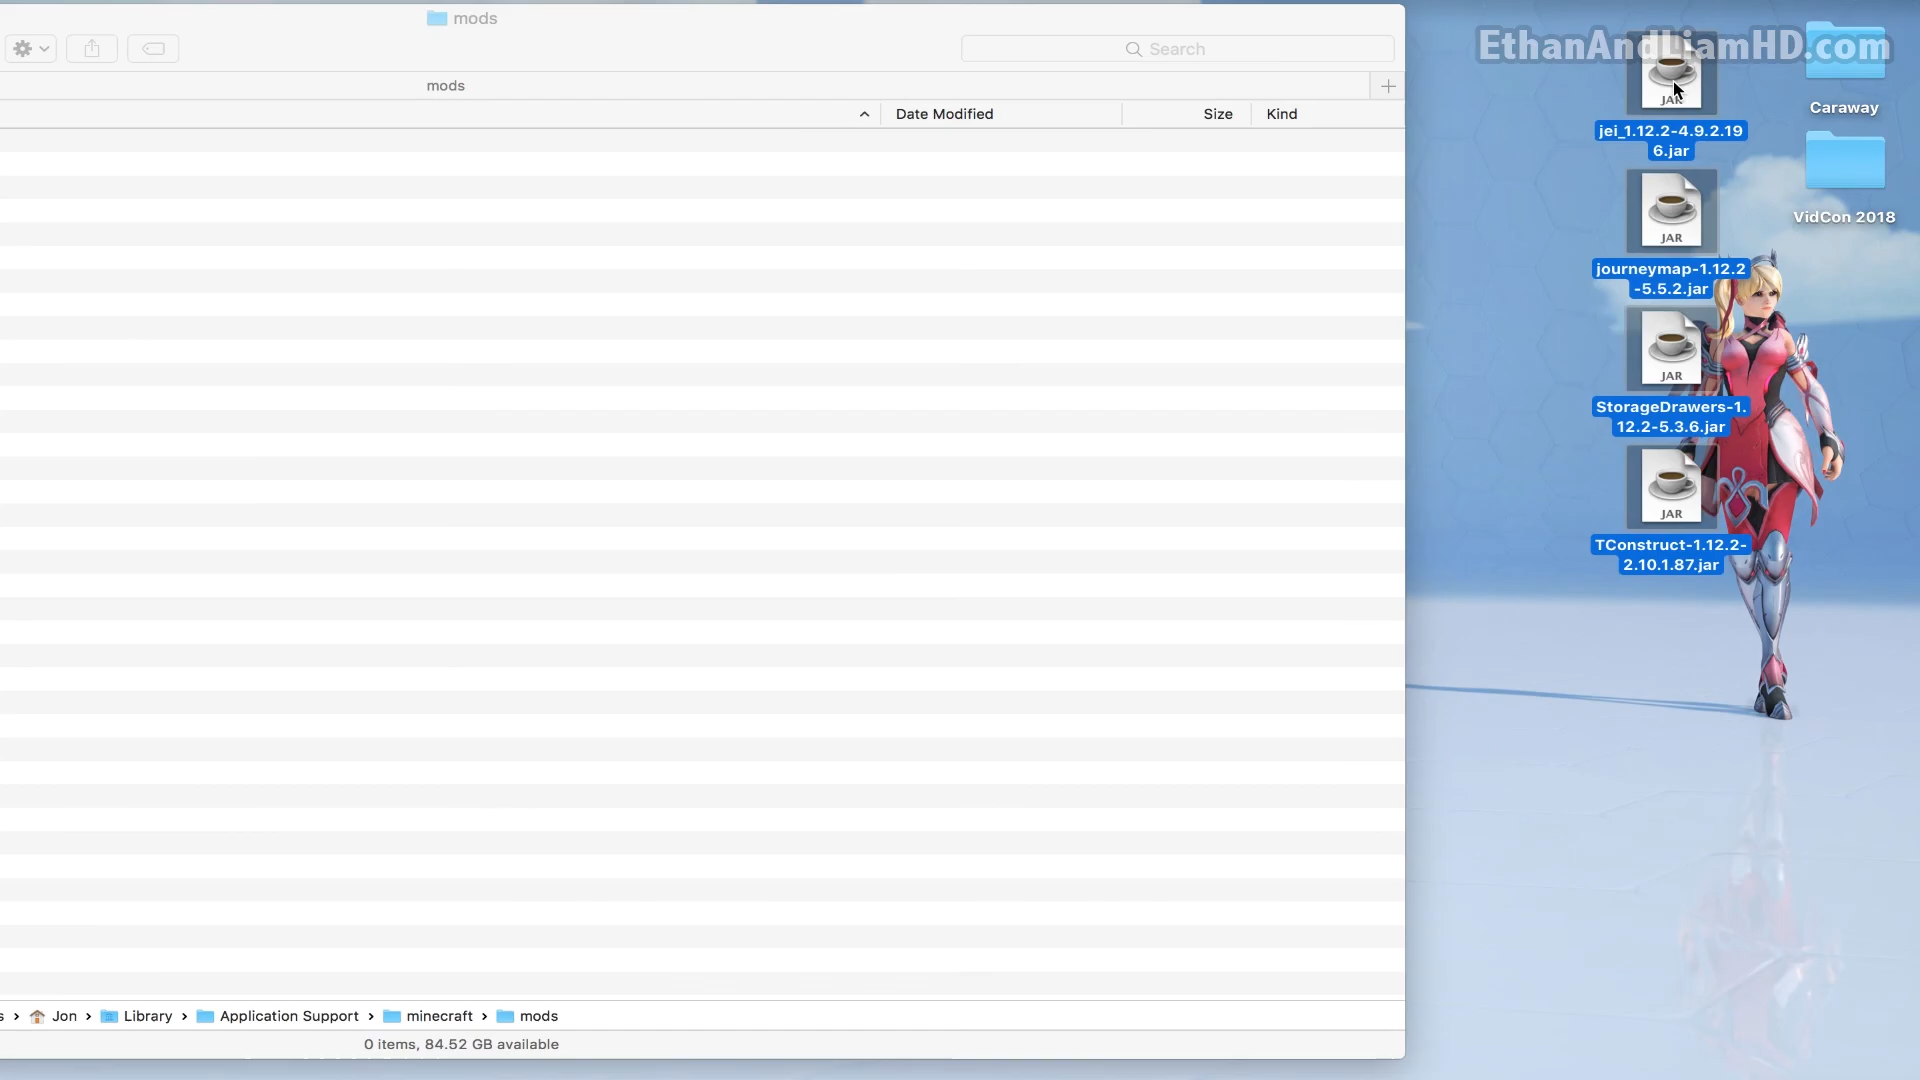 mods
Search
mods
Date Modified
Size
Kind
s › Jon › Library › Application Support › minecraft › mods
0 items, 84.52 GB available
EthanAndLiamHD.com
JAR
jei_1.12.2-4.9.2.19
6.jar
JAR
journeymap-1.12.2
-5.5.2.jar
JAR
StorageDrawers-1.
12.2-5.3.6.jar
JAR
TConstruct-1.12.2-
2.10.1.87.jar
Caraway
VidCon 2018